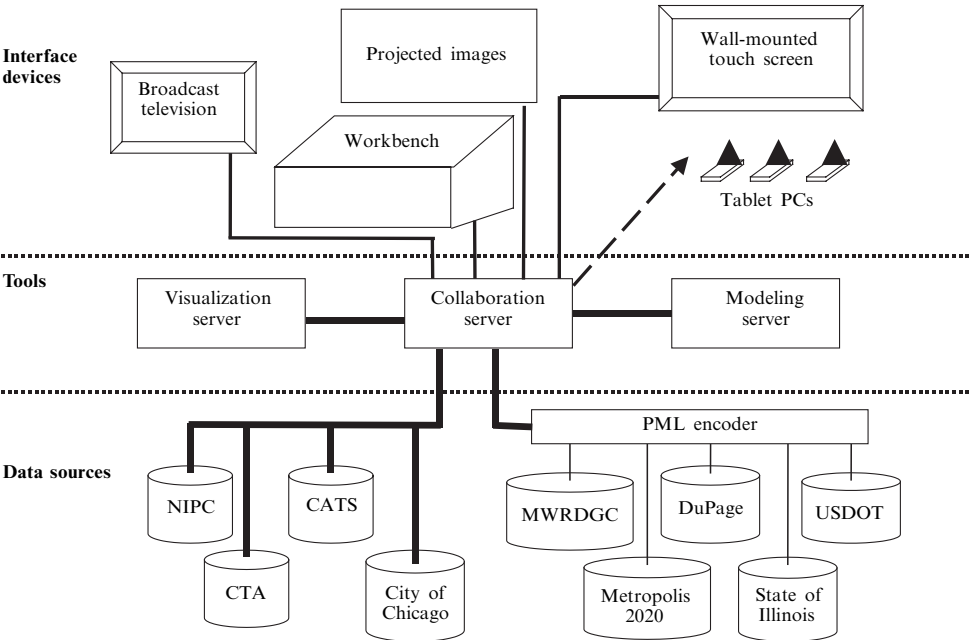 Interface
devices
Broadcast
television
Projected images
Workbench
Wall-mounted
touch screen
Tablet PCs
Tools
Visualization
server
Collaboration
server
Modeling
server
Data sources
PML encoder
NIPC
CATS
CTA
City of
Chicago
MWRDGC
DuPage
USDOT
Metropolis
2020
State of
Illinois